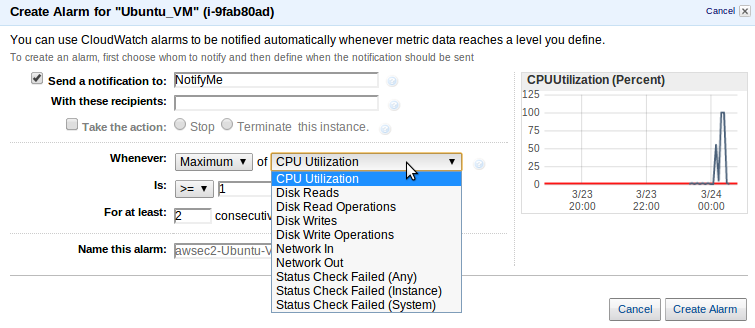 Create Alarm for "Ubuntu_VM" (i-9fab80ad)
Cancel
You can use CloudWatch alarms to be notified automatically whenever metric data reaches a level you define.
To create an alarm, first choose whom to notify and then define when the notification should be sent
Send a notification to: NotifyMe
With these recipients:
Take the action: Stop Terminate this instance.
Whenever: Maximum of CPU Utilization
CPU Utilization
Is: >= 1
Disk Reads
Disk Read Operations
For at least: 2 consecutiv
Disk Writes
Disk Write Operations
Name this alarm: awsec2-Ubuntu-V
Network In
Network Out
Status Check Failed (Any)
Status Check Failed (Instance)
Status Check Failed (System)
CPUUtilization (Percent)
125
100
75
50
25
0
3/23 3/23 3/24
20:00 22:00 00:00
Cancel Create Alarm